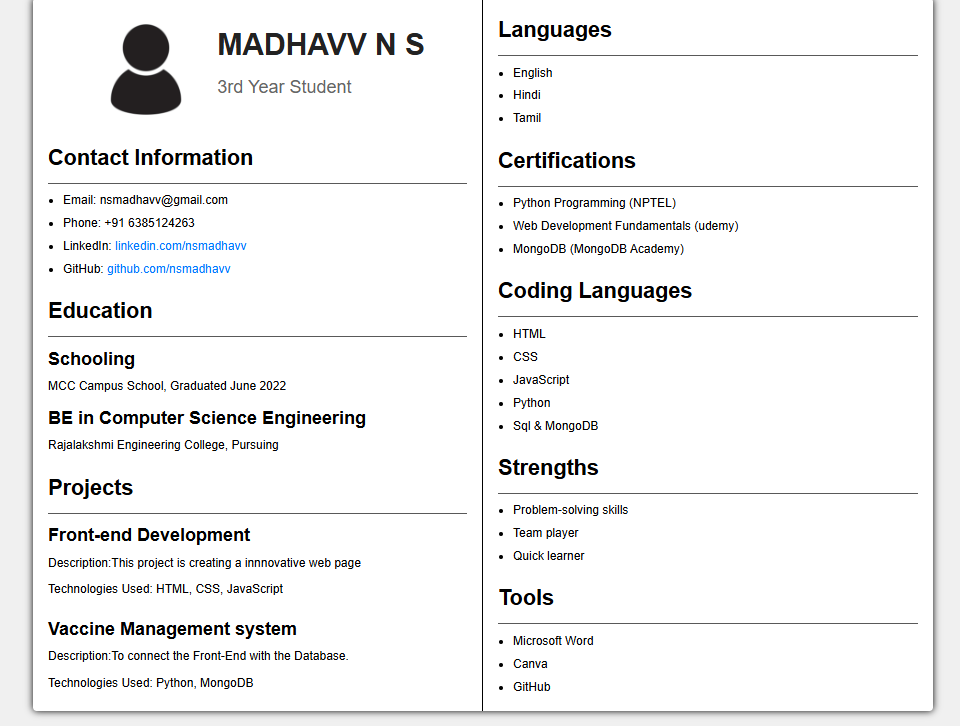 MADHAVV N S
3rd Year Student
Contact Information
Email: nsmadhavv@gmail.com
Phone: +91 6385124263
LinkedIn: linkedin.com/nsmadhavv
GitHub: github.com/nsmadhavv
Education
Schooling
MCC Campus School, Graduated June 2022
BE in Computer Science Engineering
Rajalakshmi Engineering College, Pursuing
Projects
Front-end Development
Description:This project is creating a innnovative web page
Technologies Used: HTML, CSS, JavaScript
Vaccine Management system
Description:To connect the Front-End with the Database.
Technologies Used: Python, MongoDB
Languages
English
Hindi
Tamil
Certifications
Python Programming (NPTEL)
Web Development Fundamentals (udemy)
MongoDB (MongoDB Academy)
Coding Languages
HTML
CSS
JavaScript
Python
Sql & MongoDB
Strengths
Problem-solving skills
Team player
Quick learner
Tools
Microsoft Word
Canva
GitHub